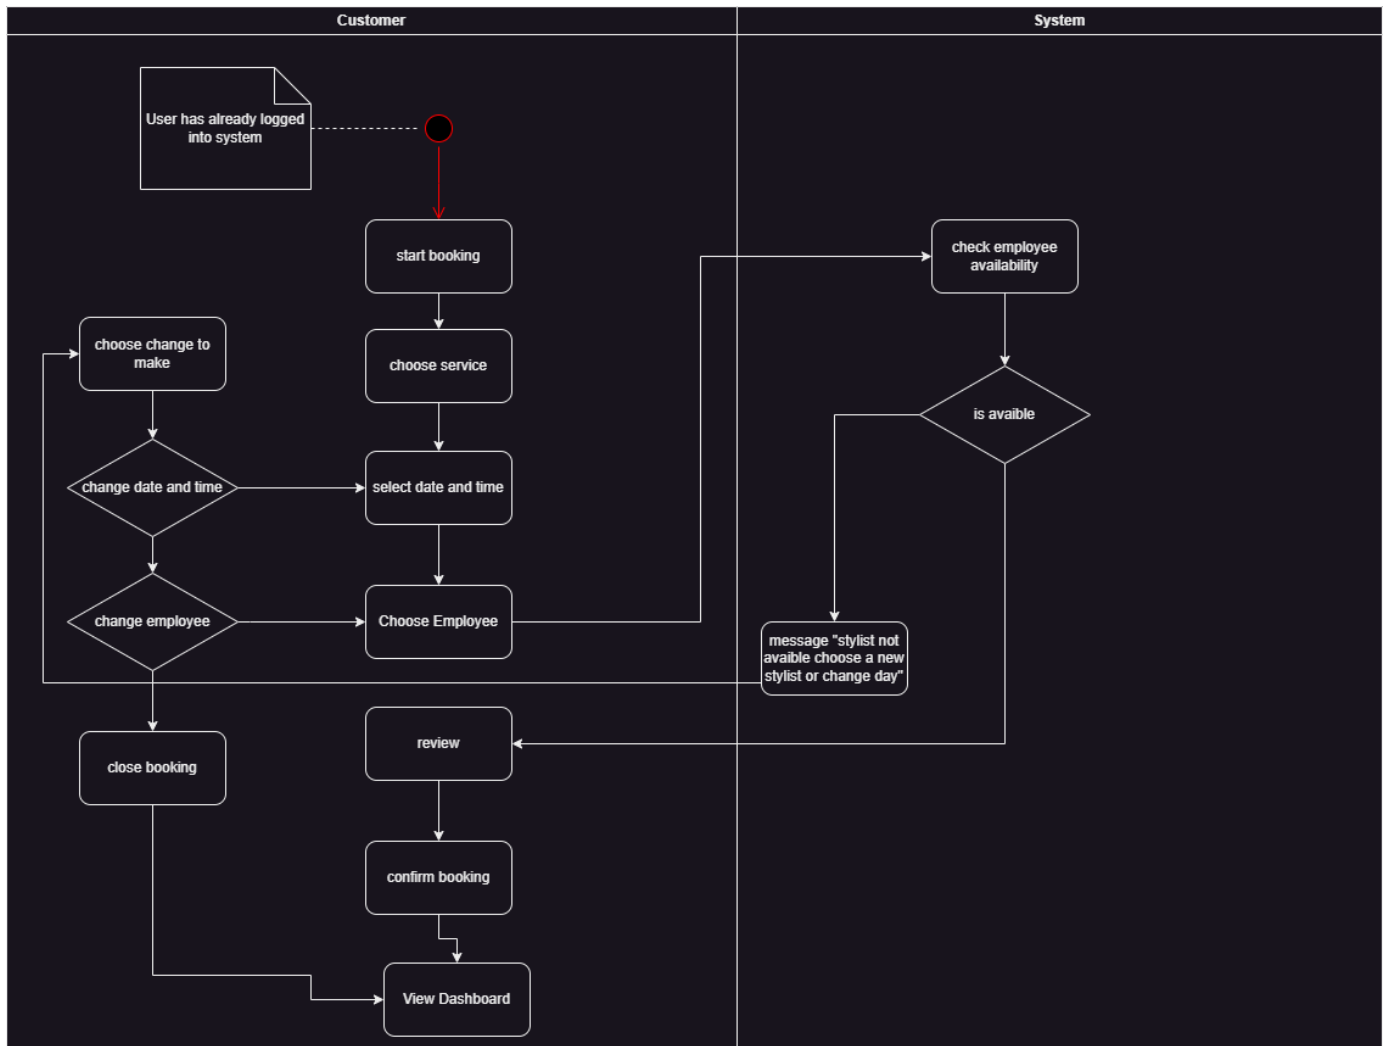 Customer
System
User has already logged
into system
start booking
check employee
availability
choose change to
make
choose service
is avaible
change date and time
select date and time
change employee
Choose Employee
message "stylist not
avaible choose a new
stylist or change day"
review
close booking
confirm booking
View Dashboard